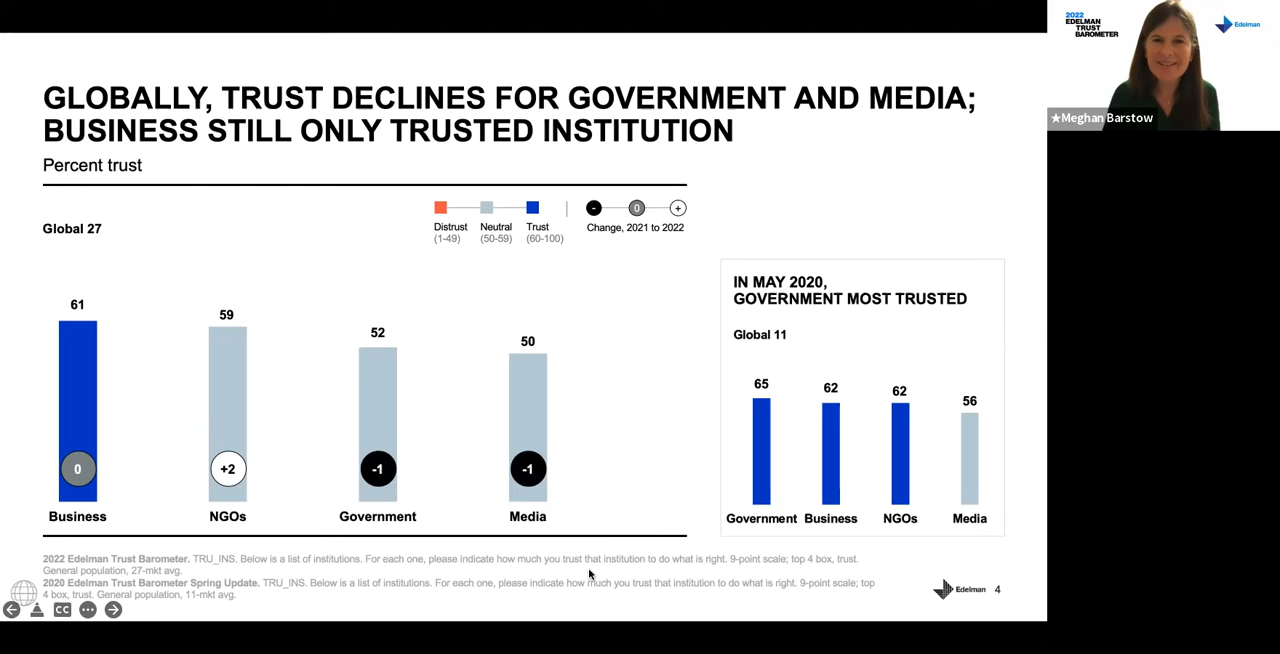 GLOBALLY, TRUST DECLINES FOR GOVERNMENT AND MEDIA;
BUSINESS STILL ONLY TRUSTED INSTITUTION
Percent trust
Global 27
Distrust
(1-49)
Neutral
(50-59)
Trust
(60-100)
- 0 +
Change, 2021 to 2022
61
59
52
50
0
+2
-1
-1
Business
NGOs
Government
Media
IN MAY 2020,
GOVERNMENT MOST TRUSTED
Global 11
65
62
62
56
Government
Business
NGOs
Media
2022 Edelman Trust Barometer. TRU_INS. Below is a list of institutions. For each one, please indicate how much you trust that institution to do what is right. 9-point scale; top 4 box, trust.
General population, 27-mkt avg.
2020 Edelman Trust Barometer Spring Update. TRU_INS. Below is a list of institutions. For each one, please indicate how much you trust that institution to do what is right. 9-point scale; top
4 box, trust. General population, 11-mkt avg.
CC
Edelman
4
2022
EDELMAN
TRUST
BAROMETER
Edelman
Meghan Barstow